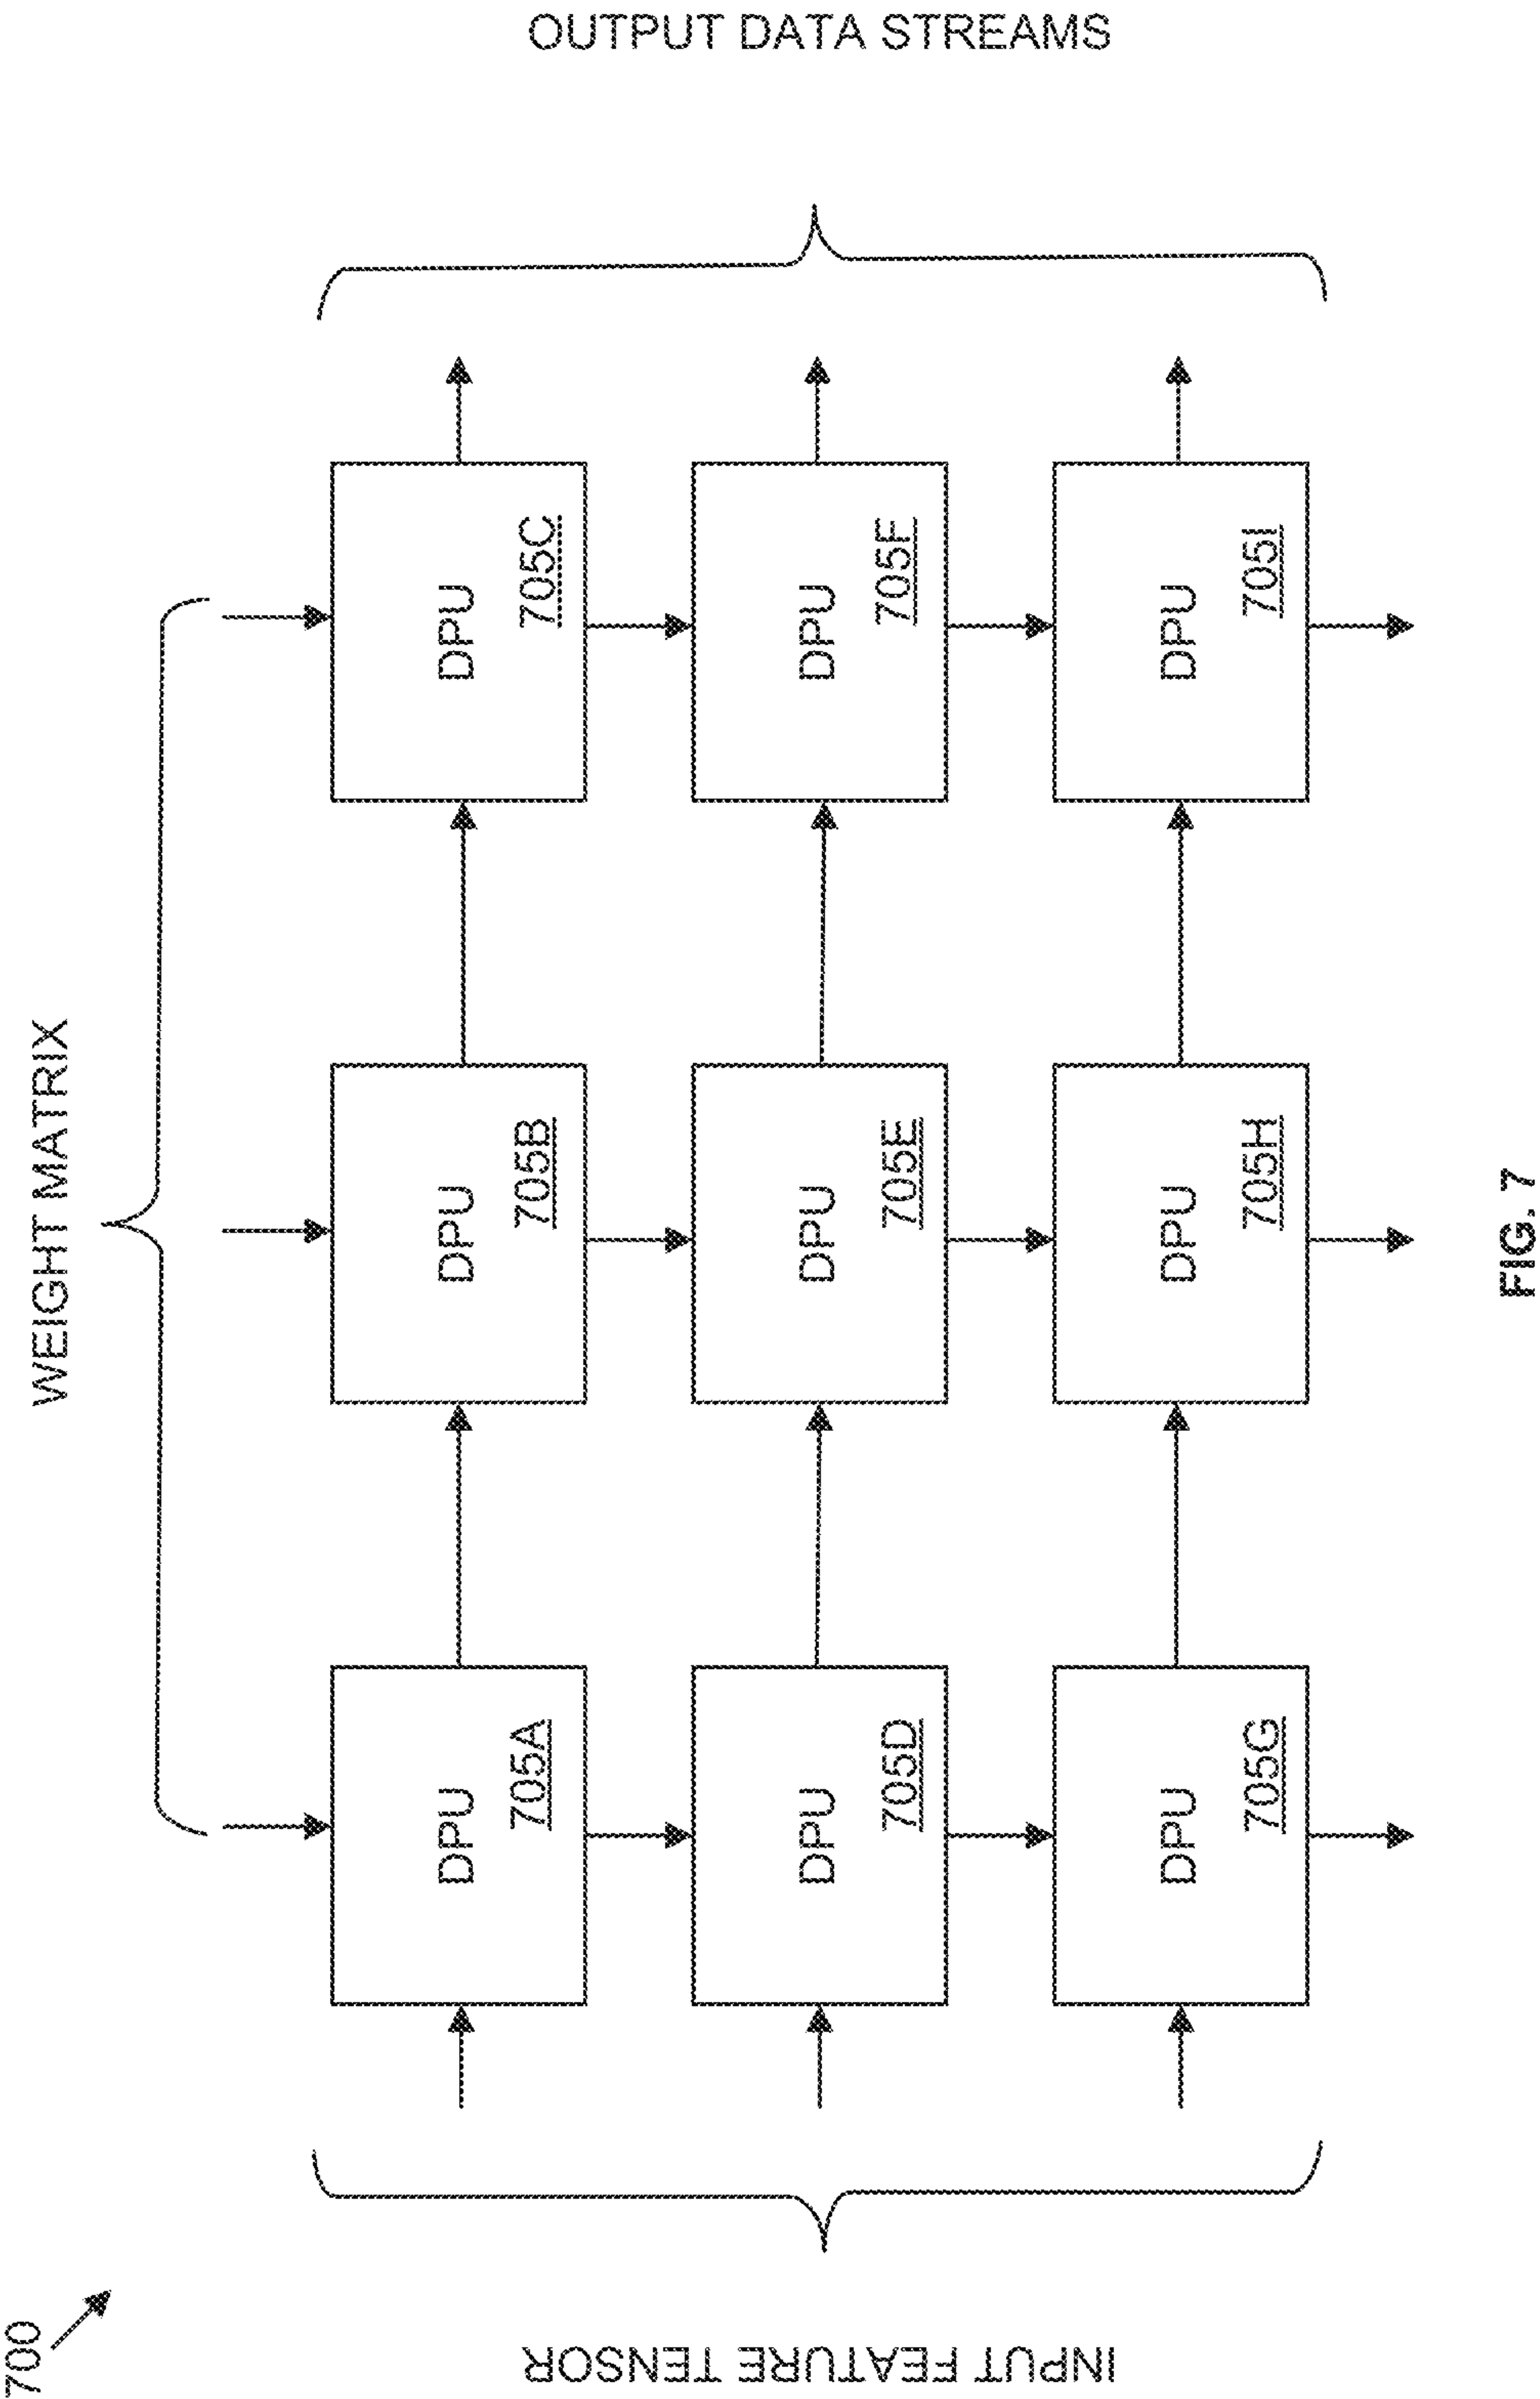 700
WEIGHT MATRIX
INPUT FEATURE TENSOR
OUTPUT DATA STREAMS
DPU
705A
DPU
705B
DPU
705C
DPU
705D
DPU
705E
DPU
705F
DPU
705G
DPU
705H
DPU
705I
FIG. 7